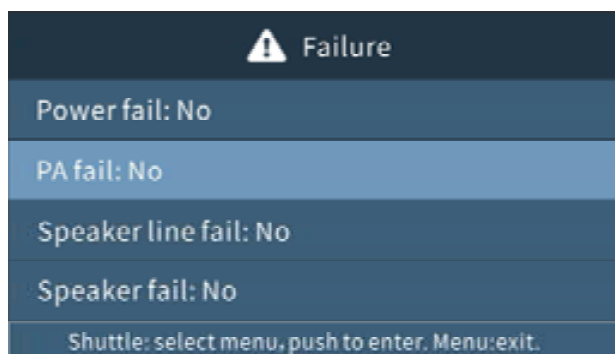 Failure
Power fail: No
PA fail: No
Speaker line fail: No
Speaker fail: No
Shuttle: select menu, push to enter. Menu:exit.